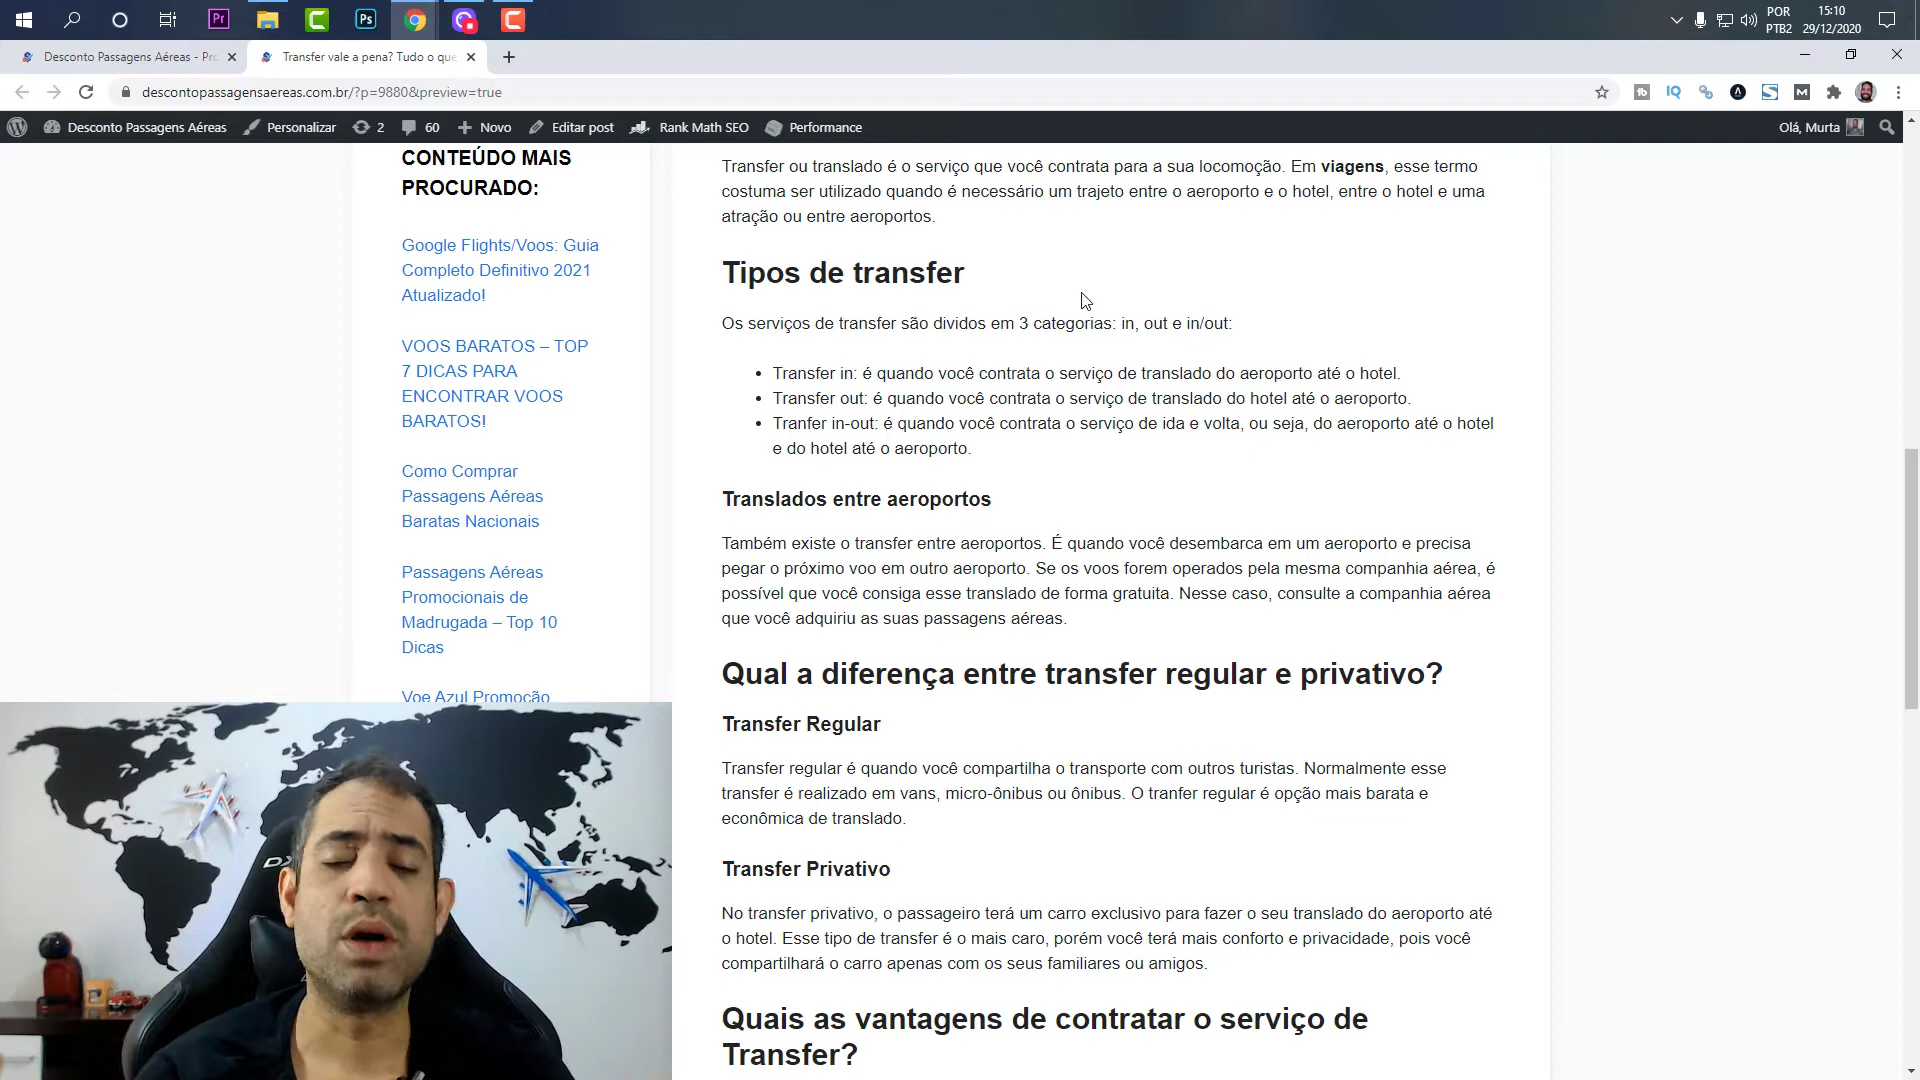 POR
PTB2
15:10
29/12/2020
Desconto Passagens Aéreas - Pro
Transfer vale a pena? Tudo o que
descontopassagensaereas.com.br/?p=9880&preview=true
Desconto Passagens Aéreas
Personalizar
2
60
Novo
Editar post
Rank Math SEO
Performance
Olá, Murta
CONTEÚDO MAIS
PROCURADO:
Google Flights/Voos: Guia
Completo Definitivo 2021
Atualizado!
VOOS BARATOS – TOP
7 DICAS PARA
ENCONTRAR VOOS
BARATOS!
Como Comprar
Passagens Aéreas
Baratas Nacionais
Passagens Aéreas
Promocionais de
Madrugada – Top 10
Dicas
Voe Azul Promoção
Transfer ou translado é o serviço que você contrata para a sua locomoção. Em viagens, esse termo
costuma ser utilizado quando é necessário um trajeto entre o aeroporto e o hotel, entre o hotel e uma
atração ou entre aeroportos.
Tipos de transfer
Os serviços de transfer são dividos em 3 categorias: in, out e in/out:
• Transfer in: é quando você contrata o serviço de translado do aeroporto até o hotel.
• Transfer out: é quando você contrata o serviço de translado do hotel até o aeroporto.
• Tranfer in-out: é quando você contrata o serviço de ida e volta, ou seja, do aeroporto até o hotel
e do hotel até o aeroporto.
Translados entre aeroportos
Também existe o transfer entre aeroportos. É quando você desembarca em um aeroporto e precisa
pegar o próximo voo em outro aeroporto. Se os voos forem operados pela mesma companhia aérea, é
possível que você consiga esse translado de forma gratuita. Nesse caso, consulte a companhia aérea
que você adquiriu as suas passagens aéreas.
Qual a diferença entre transfer regular e privativo?
Transfer Regular
Transfer regular é quando você compartilha o transporte com outros turistas. Normalmente esse
transfer é realizado em vans, micro-ônibus ou ônibus. O tranfer regular é opção mais barata e
econômica de translado.
Transfer Privativo
No transfer privativo, o passageiro terá um carro exclusivo para fazer o seu translado do aeroporto até
o hotel. Esse tipo de transfer é o mais caro, porém você terá mais conforto e privacidade, pois você
compartilhará o carro apenas com os seus familiares ou amigos.
Quais as vantagens de contratar o serviço de
Transfer?